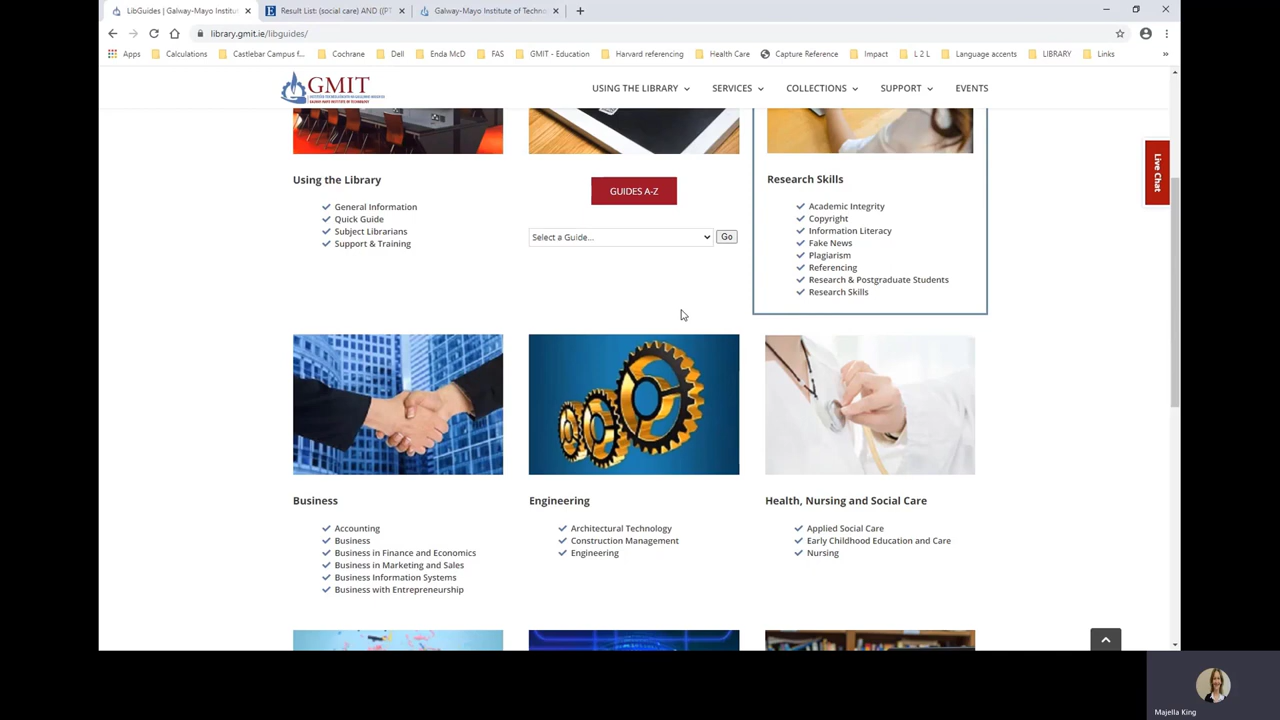 LibGuides | Galway-Mayo Institu
Result List: (social care) AND ((PT
Galway-Mayo Institute of Techno
library.gmit.ie/libguides/
Apps
Calculations
Castlebar Campus f...
Cochrane
Dell
Enda McD
FAS
GMIT - Education
Harvard referencing
Health Care
Capture Reference
Impact
L 2 L
Language accents
LIBRARY
Links
»
GMIT
USING THE LIBRARY
SERVICES
COLLECTIONS
SUPPORT
EVENTS
Live Chat
Using the Library
General Information
Quick Guide
Subject Librarians
Support & Training
GUIDES A-Z
Select a Guide...
Go
Research Skills
Academic Integrity
Copyright
Information Literacy
Fake News
Plagiarism
Referencing
Research & Postgraduate Students
Research Skills
Business
Accounting
Business
Business in Finance and Economics
Business in Marketing and Sales
Business Information Systems
Business with Entrepreneurship
Engineering
Architectural Technology
Construction Management
Engineering
Health, Nursing and Social Care
Applied Social Care
Early Childhood Education and Care
Nursing
Majella King